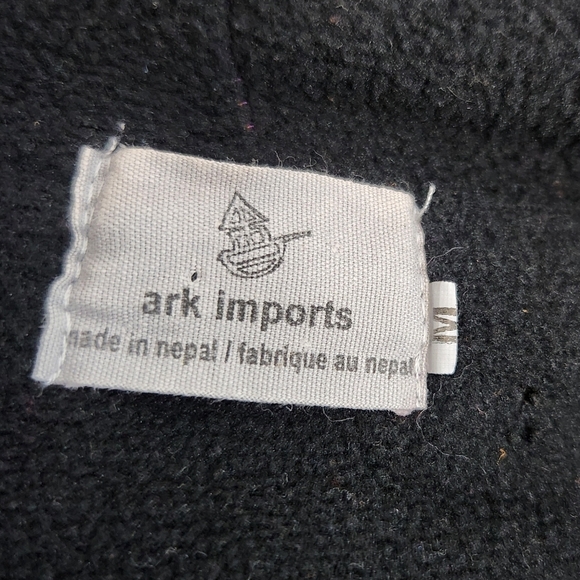 ark imports
made in nepal / fabrique au nepal
M